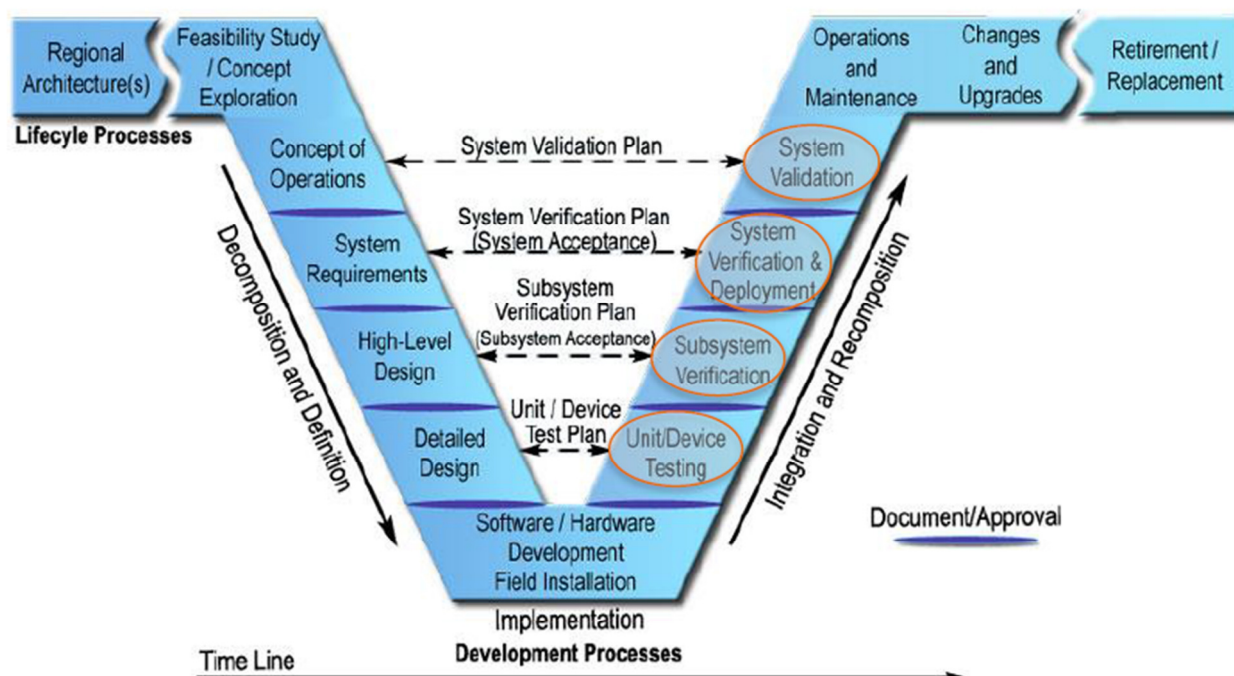 Regional
Architecture(s)
Feasibility Study
/ Concept
Exploration
Operations
and
Maintenance
Changes
and
Upgrades
Retirement /
Replacement
Lifecyle Processes
Concept of
Operations
System Validation Plan
System
Validation
System
Requirements
System Verification Plan
(System Acceptance)
System
Verification &
Deployment
High-Level
Design
Subsystem
Verification Plan
(Subsystem Acceptance)
Subsystem
Verification
Detailed
Design
Unit / Device
Test Plan
Unit/Device
Testing
Decomposition and Definition
Integration and Recomposition
Software / Hardware
Development
Field Installation
Document/Approval
Implementation
Development Processes
Time Line